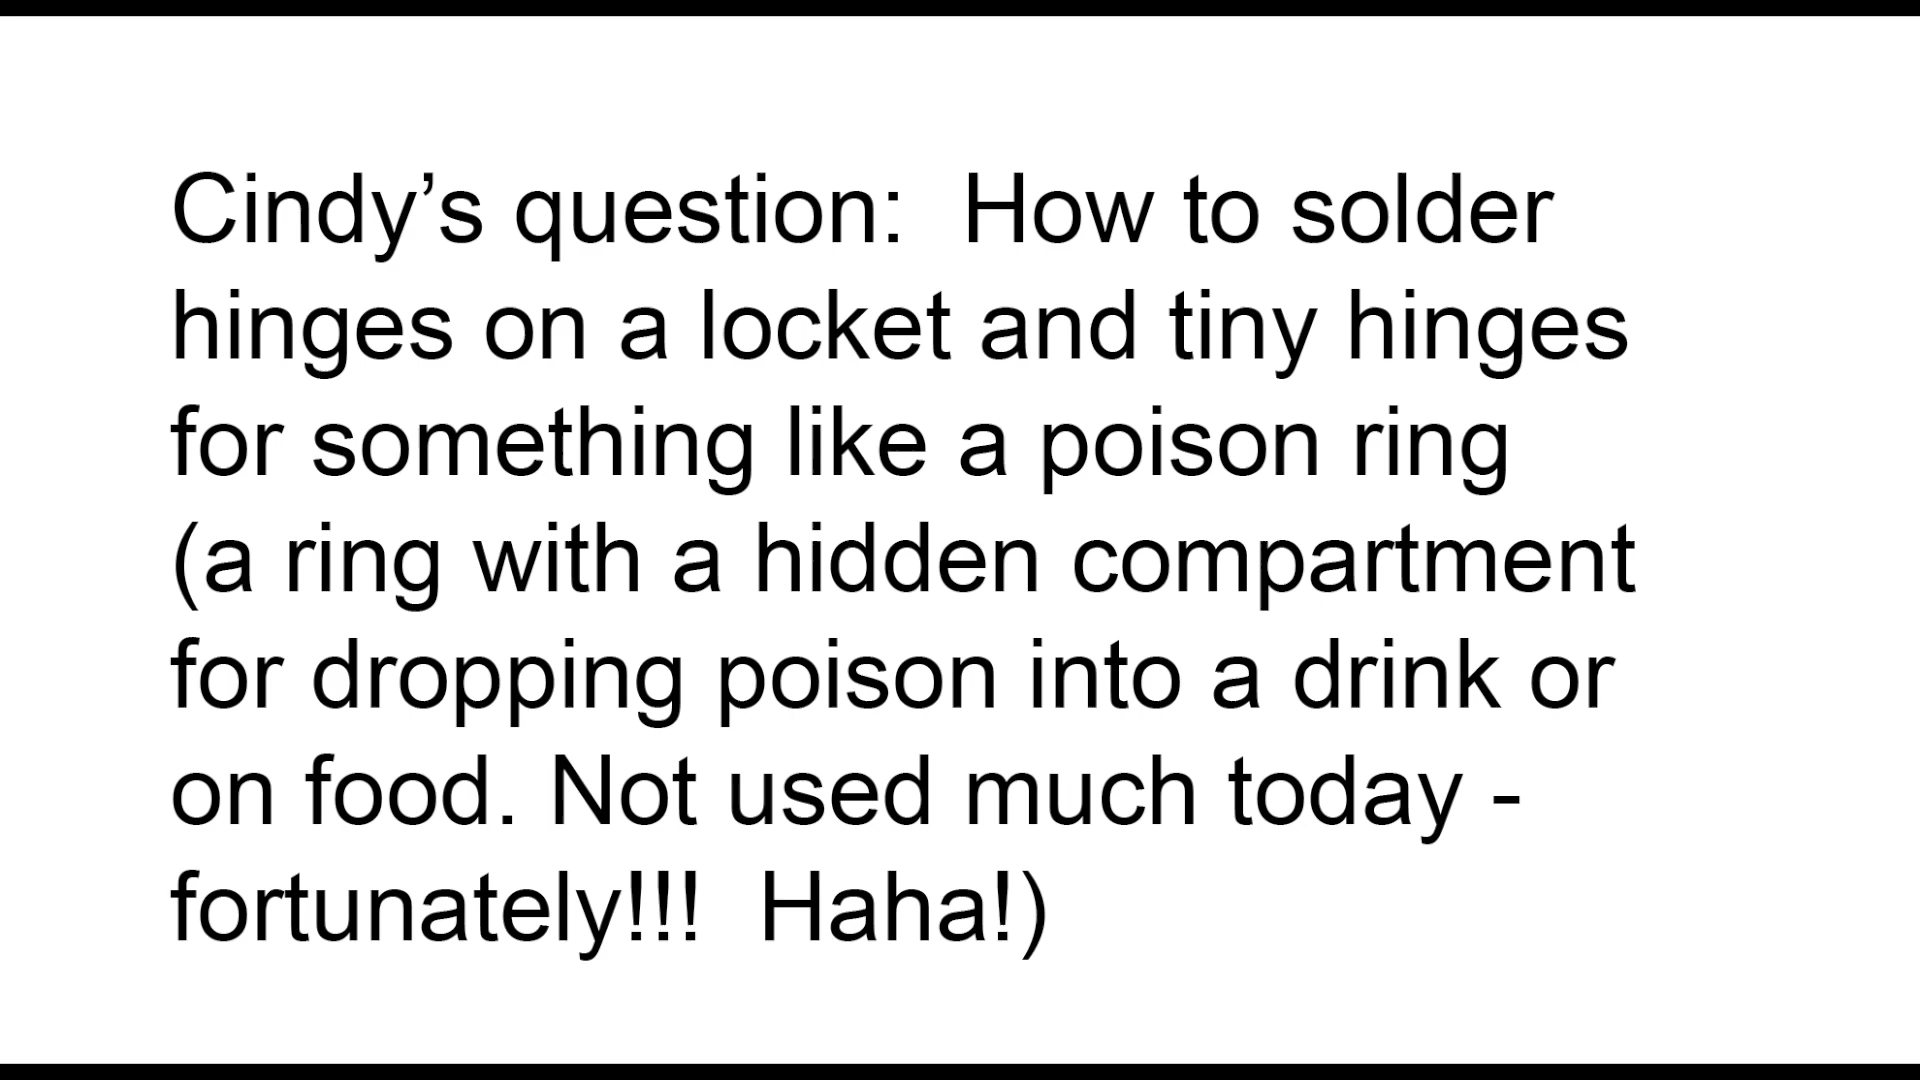 Cindy’s question:  How to solder
hinges on a locket and tiny hinges
for something like a poison ring
(a ring with a hidden compartment
for dropping poison into a drink or
on food. Not used much today -
fortunately!!!  Haha!)